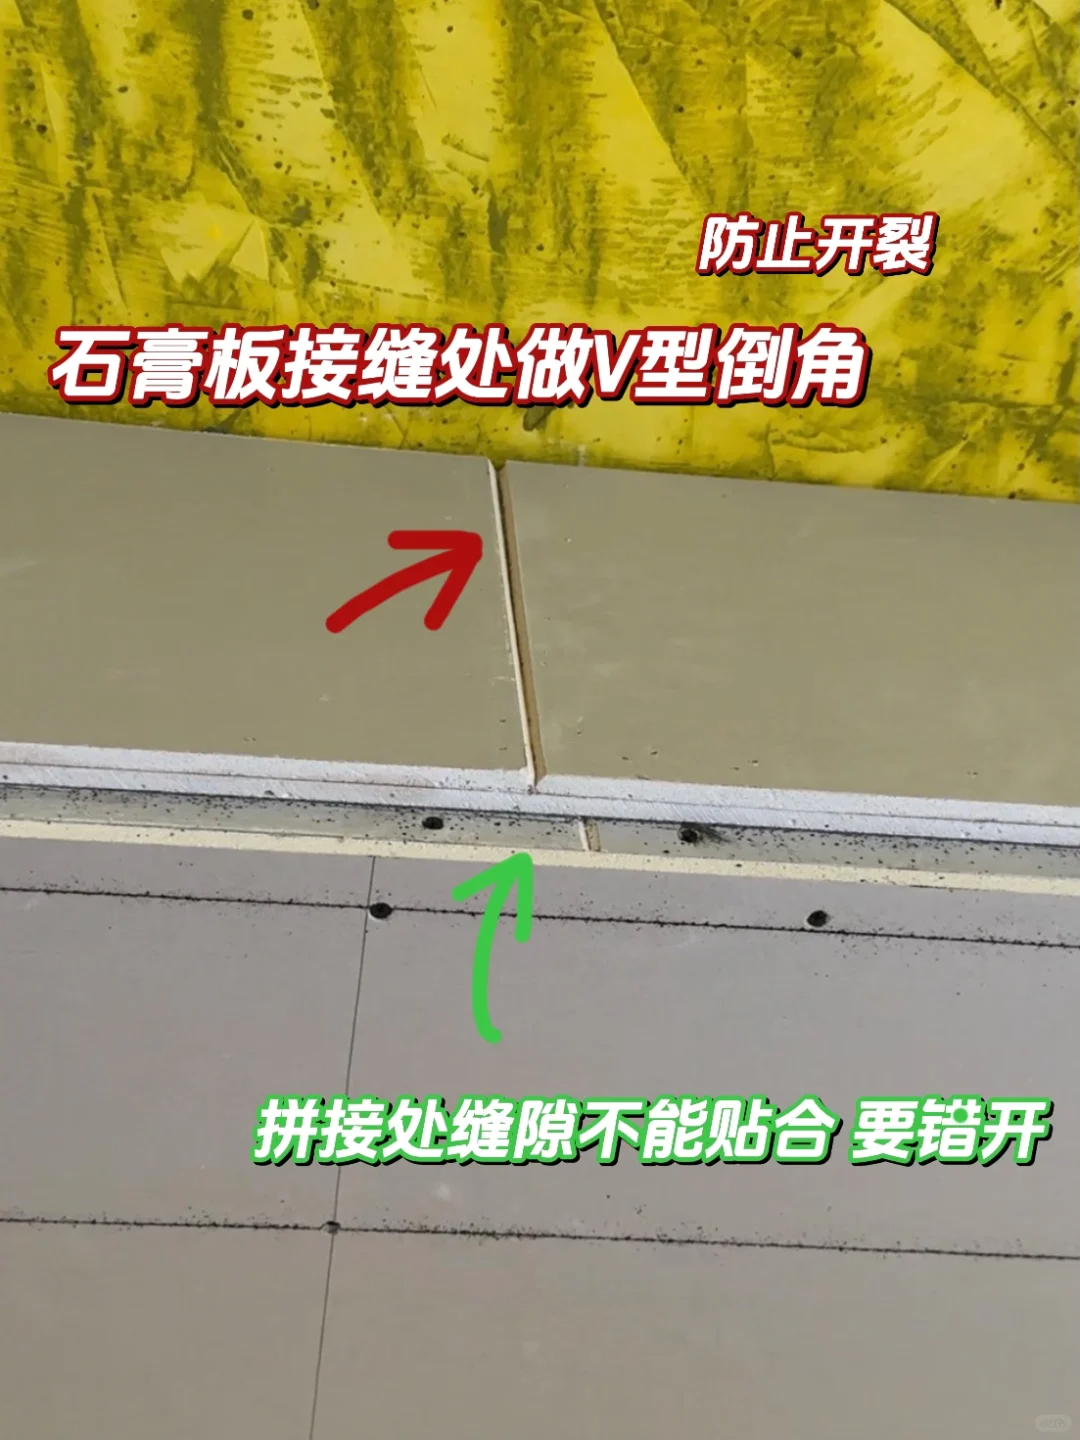 防止开裂
石膏板接缝处做V型倒角
拼接处缝隙不能贴合 要错开